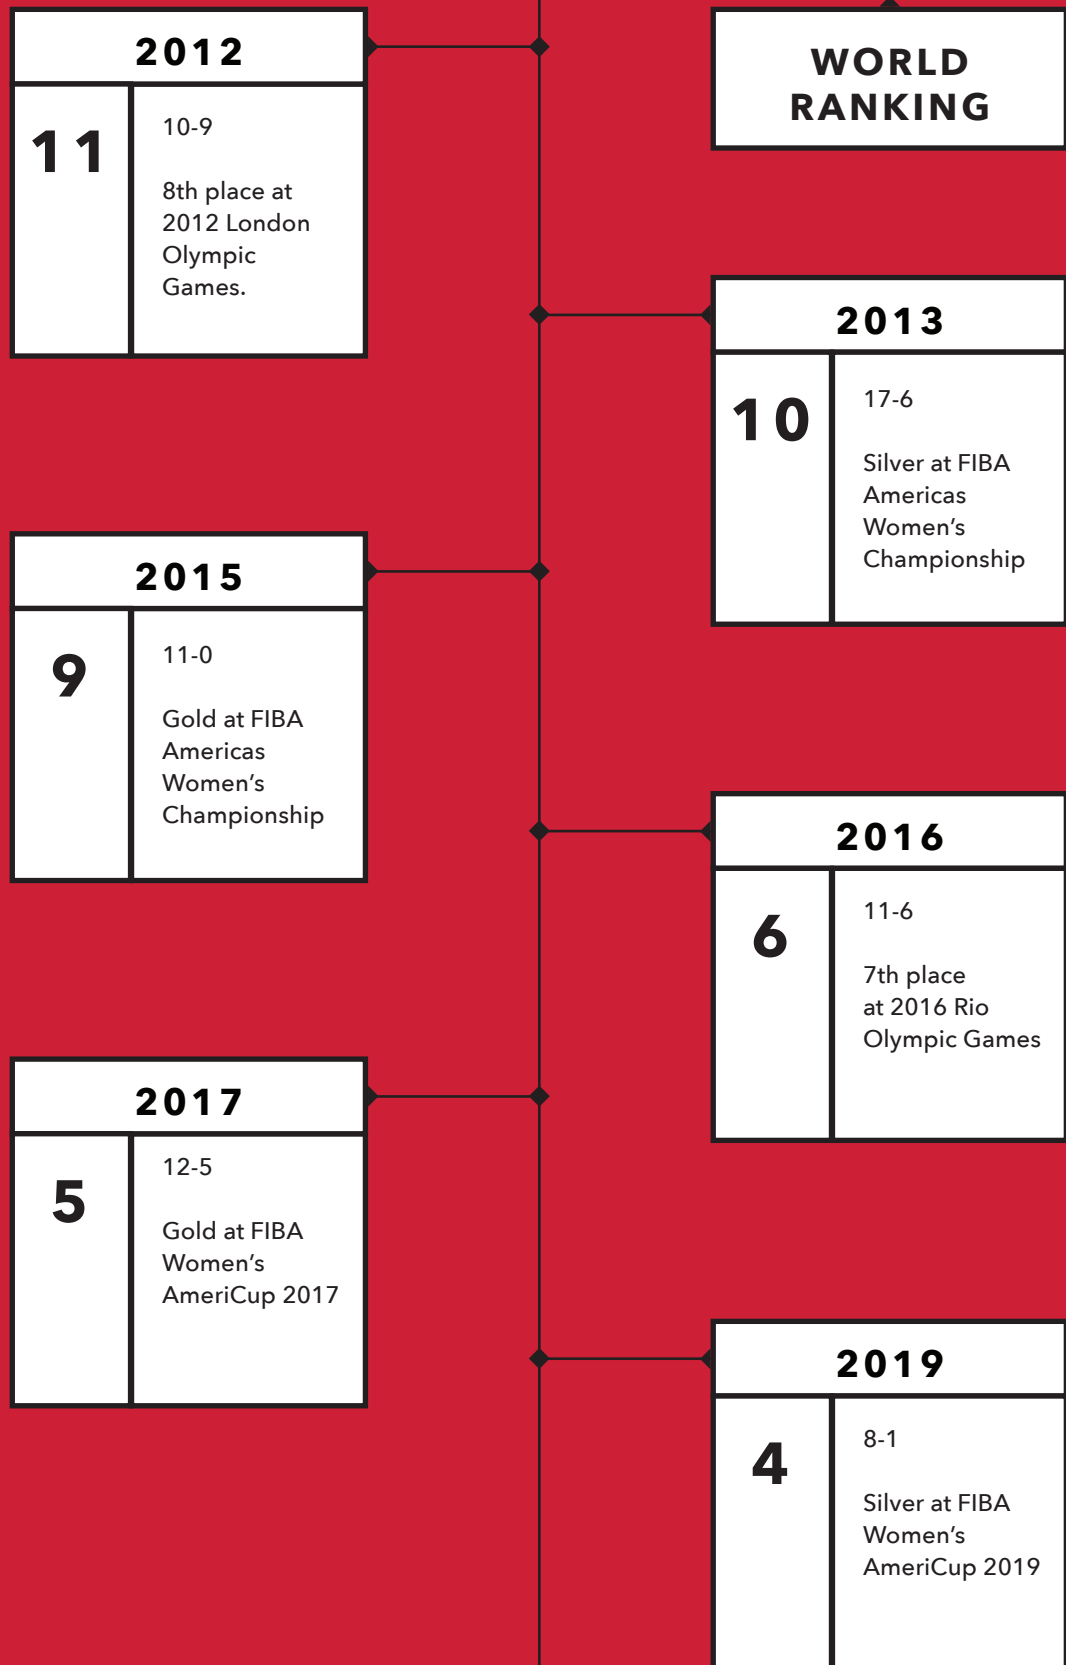 2012
11
10-9
8th place at
2012 London
Olympic
Games.
WORLD
RANKING
2013
10
17-6
Silver at FIBA
Americas
Women’s
Championship
2015
9
11-0
Gold at FIBA
Americas
Women’s
Championship
2016
6
11-6
7th place
at 2016 Rio
Olympic Games
2017
5
12-5
Gold at FIBA
Women’s
AmeriCup 2017
2019
4
8-1
Silver at FIBA
Women’s
AmeriCup 2019